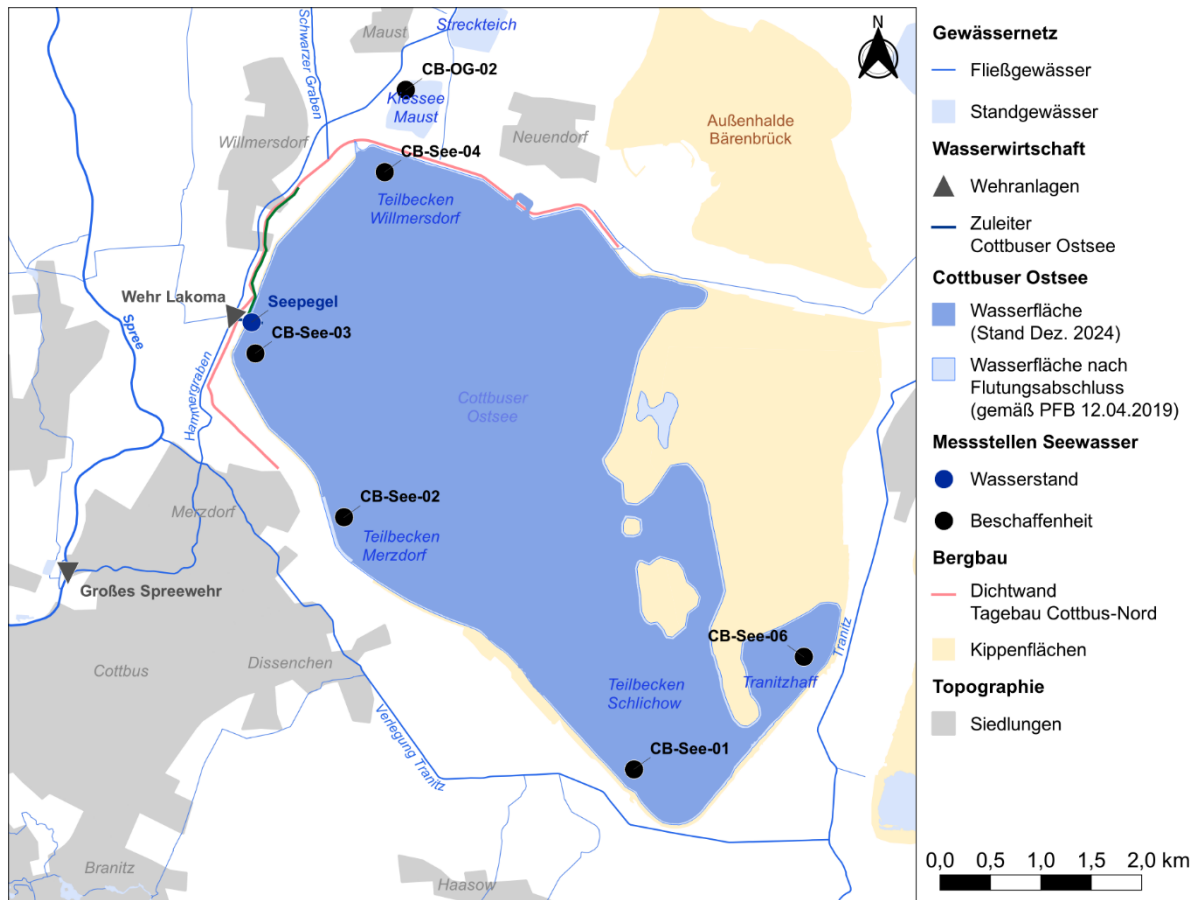 Maust
Streckteich
Schwarzer Graben
CB-OG-02
Kiessee
Maust
Neuendorf
Außenhalde
Bärenbrück
Willmersdorf
CB-See-04
Teilbecken
Willmersdorf
N
Wehr Lakoma
Seepegel
CB-See-03
Spree
Hammergraben
Cottbuser
Ostsee
Merzdorf
CB-See-02
Teilbecken
Merzdorf
Großes Spreewehr
CB-See-06
Tranitz
Cottbus
Dissenchen
Teilbecken
Schlichow
Tranitzhaff
Verlegung Tranitz
CB-See-01
Branitz
Haasow
Gewässernetz
Fließgewässer
Standgewässer
Wasserwirtschaft
Wehranlagen
Zuleiter
Cottbuser Ostsee
Cottbuser Ostsee
Wasserfläche
(Stand Dez. 2024)
Wasserfläche nach
Flutungsabschluss
(gemäß PFB 12.04.2019)
Messstellen Seewasser
Wasserstand
Beschaffenheit
Bergbau
Dichtwand
Tagebau Cottbus-Nord
Kippenflächen
Topographie
Siedlungen
0,0 0,5 1,0 1,5 2,0 km